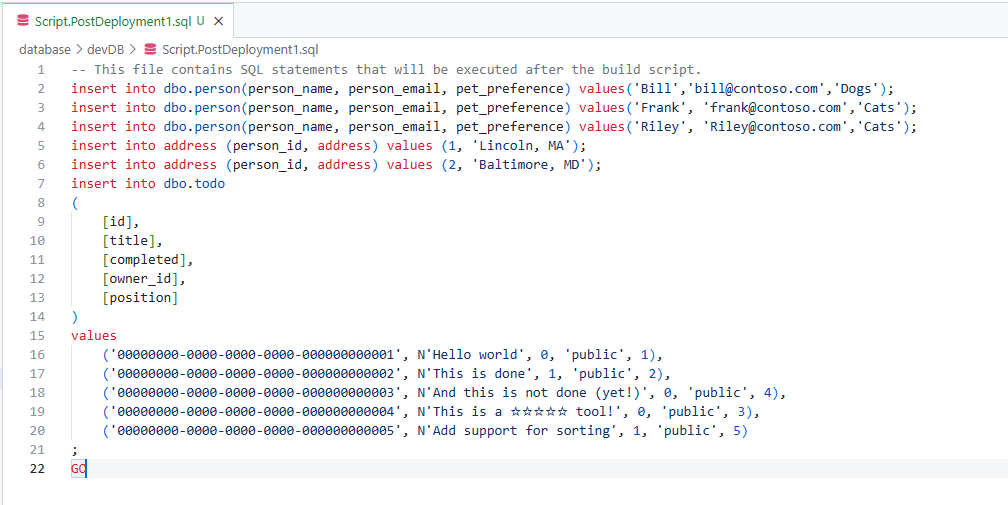 Script.PostDeployment1.sql U ×
database > devDB > Script.PostDeployment1.sql
1 -- This file contains SQL statements that will be executed after the build script.
2 insert into dbo.person(person_name, person_email, pet_preference) values('Bill','bill@contoso.com','Dogs');
3 insert into dbo.person(person_name, person_email, pet_preference) values('Frank', 'frank@contoso.com','Cats');
4 insert into dbo.person(person_name, person_email, pet_preference) values('Riley', 'Riley@contoso.com','Cats');
5 insert into address (person_id, address) values (1, 'Lincoln, MA');
6 insert into address (person_id, address) values (2, 'Baltimore, MD');
7 insert into dbo.todo
8 (
9     [id],
10     [title],
11     [completed],
12     [owner_id],
13     [position]
14 )
15 values
16     ('00000000-0000-0000-0000-000000000001', N'Hello world', 0, 'public', 1),
17     ('00000000-0000-0000-0000-000000000002', N'This is done', 1, 'public', 2),
18     ('00000000-0000-0000-0000-000000000003', N'And this is not done (yet!)', 0, 'public', 4),
19     ('00000000-0000-0000-0000-000000000004', N'This is a ☆☆☆☆☆ tool!', 0, 'public', 3),
20     ('00000000-0000-0000-0000-000000000005', N'Add support for sorting', 1, 'public', 5)
21 ;
22 GO